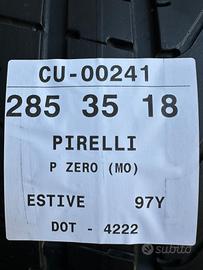 CU-00241
285 35 18
PIRELLI
P ZERO (MO)
ESTIVE 97Y
DOT - 4222
subito